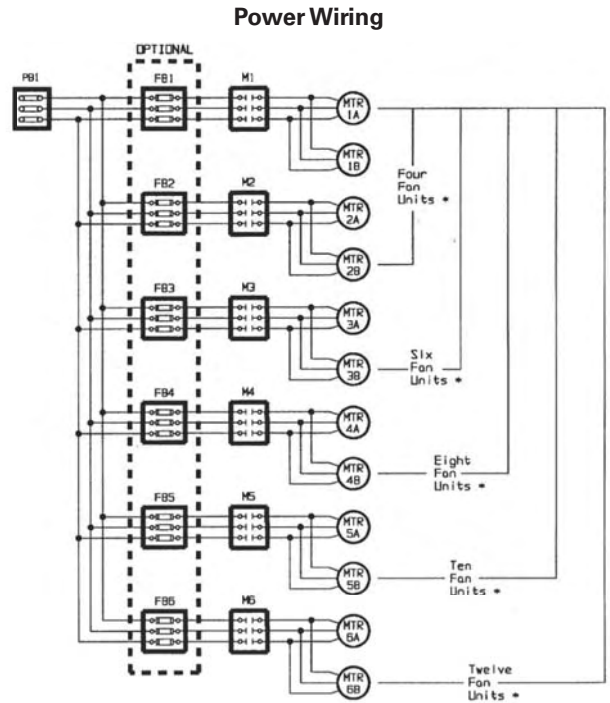 Power Wiring
OPTIONAL
PB1
FB1
M1
MTR
1A
MTR
1B
Four
Fan
Units *
FB2
M2
MTR
2A
MTR
2B
FB3
M3
MTR
3A
MTR
3B
Six
Fan
Units *
FB4
M4
MTR
4A
MTR
4B
Eight
Fan
Units *
FB5
M5
MTR
5A
MTR
5B
Ten
Fan
Units *
FB6
M6
MTR
6A
MTR
6B
Twelve
Fan
Units *